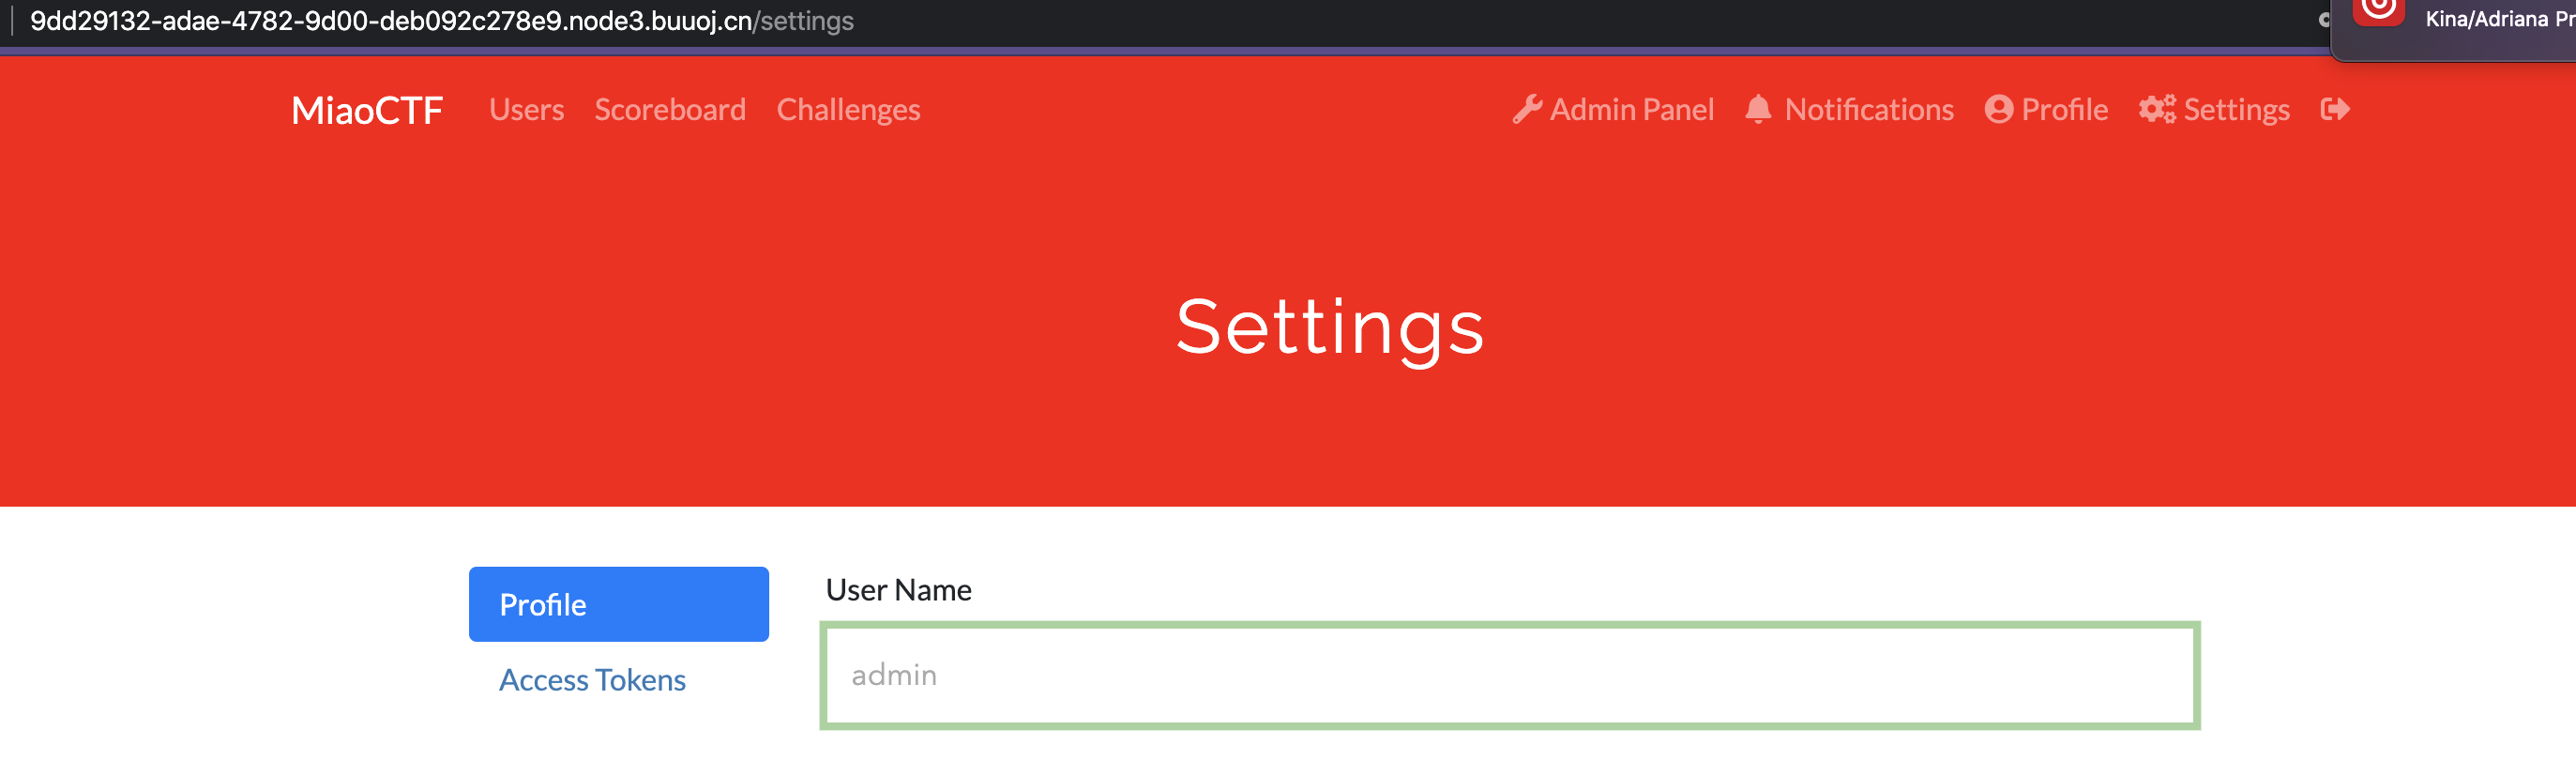 9dd29132-adae-4782-9d00-deb092c278e9.node3.buuoj.cn/settings
Kina/Adriana
MiaoCTF Users Scoreboard Challenges Admin Panel Notifications Profile Settings
Settings
Profile
User Name
admin
Access Tokens